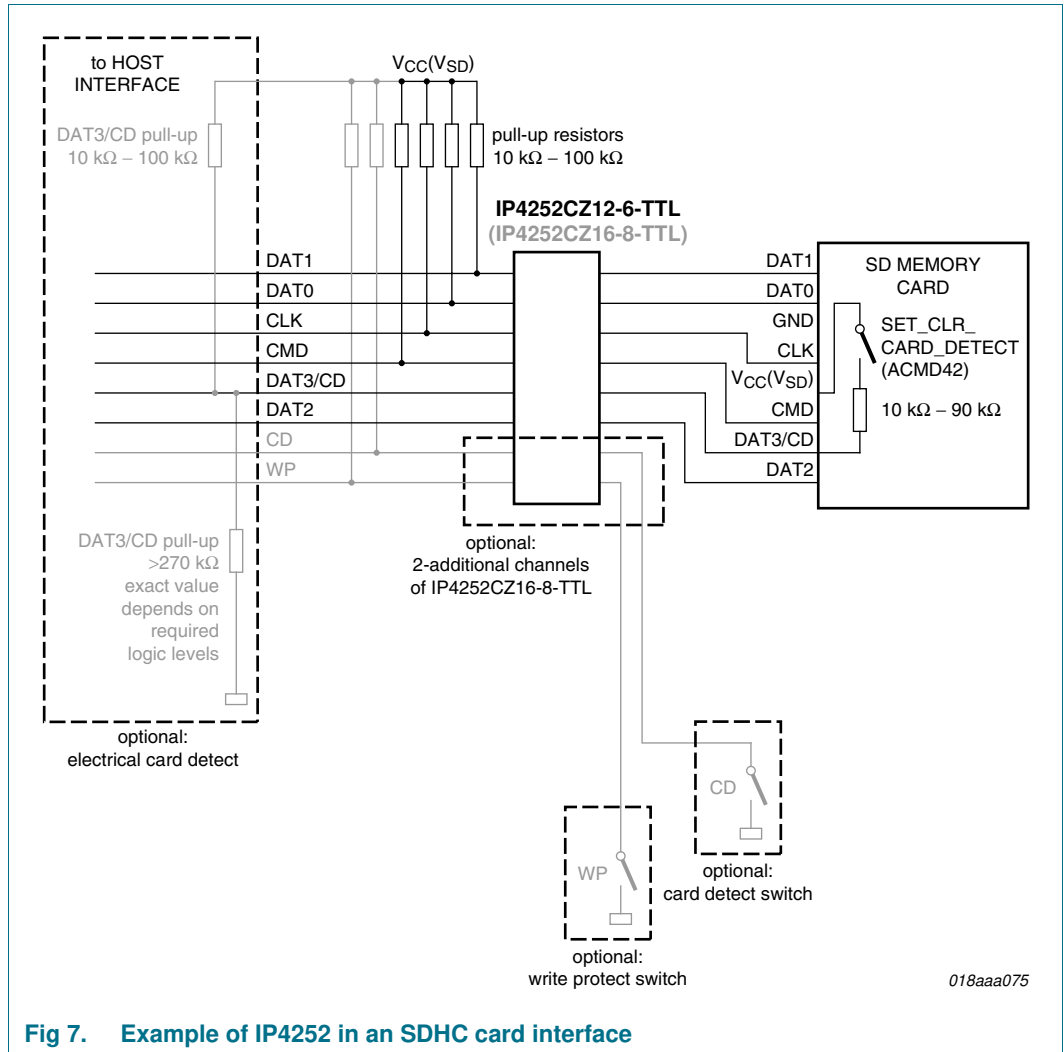 to HOST
INTERFACE
VCC(VSD)
DAT3/CD pull-up
10 kΩ – 100 kΩ
pull-up resistors
10 kΩ – 100 kΩ
IP4252CZ12-6-TTL
(IP4252CZ16-8-TTL)
DAT1
DAT0
CLK
CMD
DAT3/CD
DAT2
CD
WP
DAT1
DAT0
GND
CLK
VCC(VSD)
CMD
DAT3/CD
DAT2
SD MEMORY
CARD
SET_CLR_
CARD_DETECT
(ACMD42)
10 kΩ – 90 kΩ
DAT3/CD pull-up
>270 kΩ
exact value
depends on
required
logic levels
optional:
2-additional channels
of IP4252CZ16-8-TTL
optional:
electrical card detect
CD
optional:
card detect switch
WP
optional:
write protect switch
018aaa075
Fig 7. Example of IP4252 in an SDHC card interface